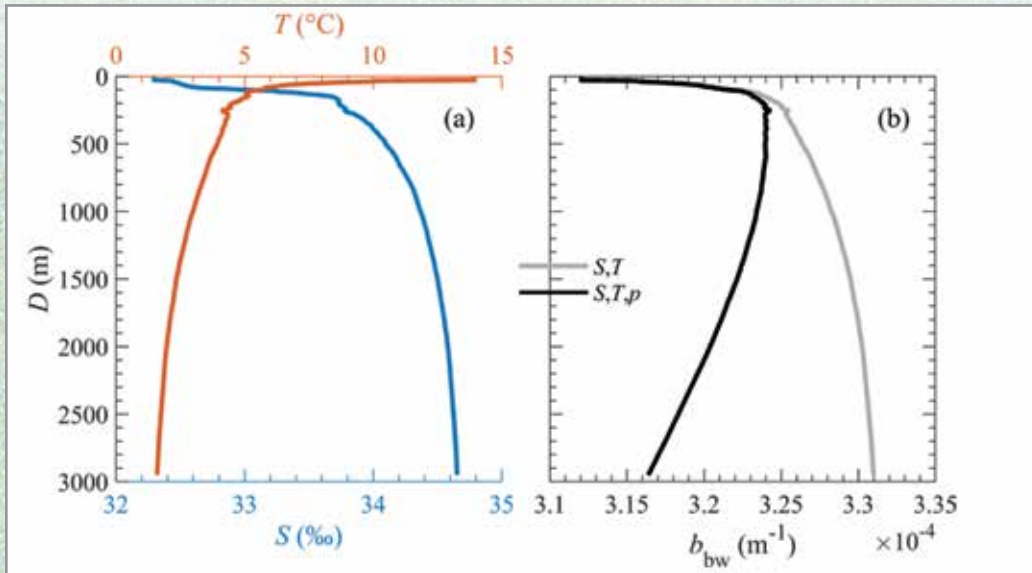 T (°C)
0 5 10 15
0
500
1000
1500
2000
2500
3000
D (m)
32 33 34 35
S (‰)
(a)
(b)
S,T
S,T,p
3.1 3.15 3.2 3.25 3.3 3.35
b_bw (m⁻¹) ×10⁻⁴